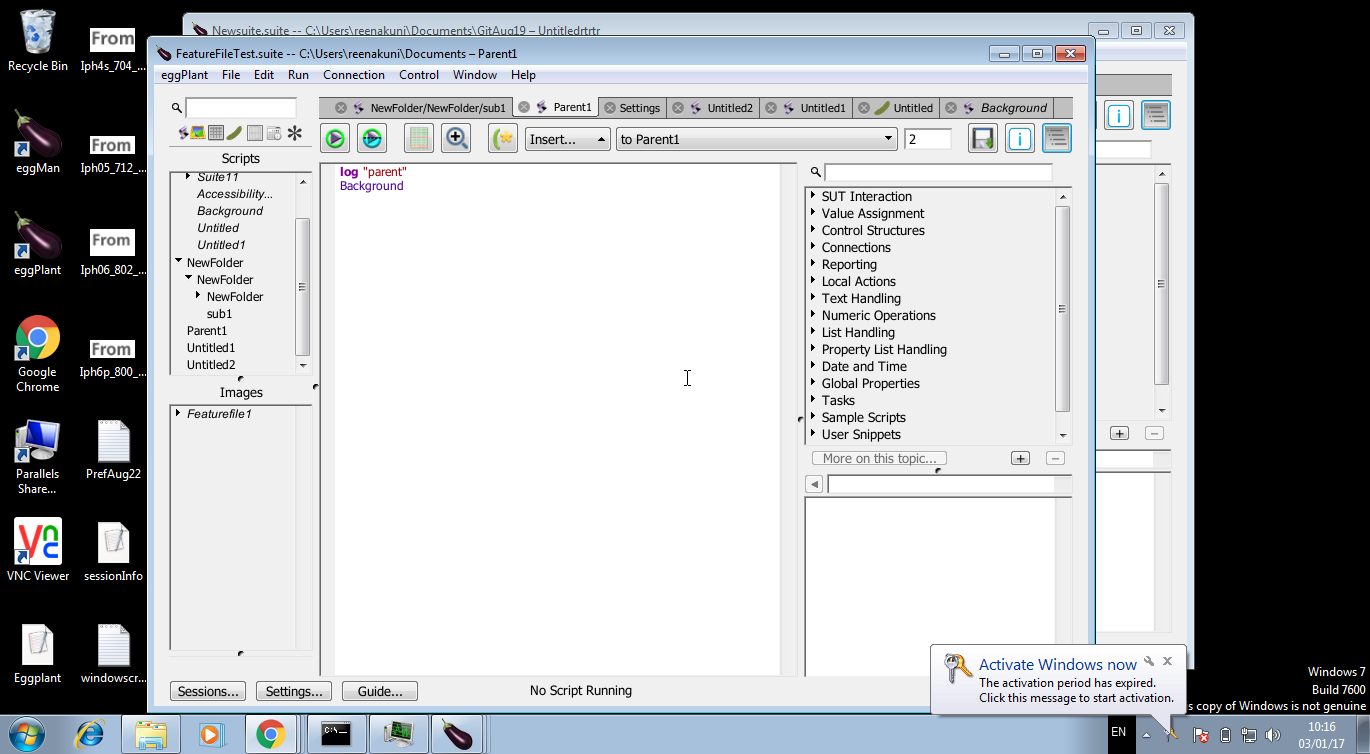 Newsuite.suite -- C:\Users\reenakuni\Documents\GitAug19 – Untitledrtrtr
FeatureFileTest.suite -- C:\Users\reenakuni\Documents – Parent1
eggPlant File Edit Run Connection Control Window Help
NewFolder/NewFolder/sub1 Parent1 Settings Untitled2 Untitled1 Untitled Background
Insert... to Parent1 2
Scripts
Suite11
Accessibility...
Background
Untitled
Untitled1
NewFolder
NewFolder
NewFolder
sub1
Parent1
Untitled1
Untitled2
Images
Featurefile1
log "parent"
Background
SUT Interaction
Value Assignment
Control Structures
Connections
Reporting
Local Actions
Text Handling
Numeric Operations
List Handling
Property List Handling
Date and Time
Global Properties
Tasks
Sample Scripts
User Snippets
More on this topic...
Sessions... Settings... Guide... No Script Running
Recycle Bin
From
Iph4s_704_...
eggMan
From
Iph05_712_...
eggPlant
From
Iph06_802_...
Google
Chrome
From
Iph6p_800_...
Parallels
Share...
PrefAug22
VNC Viewer
sessionInfo
Eggplant
windowscr...
Activate Windows now
The activation period has expired.
Click this message to start activration.
Windows 7
Build 7600
s copy of Windows is not genuine
C:\_
EN
10:16
03/01/17